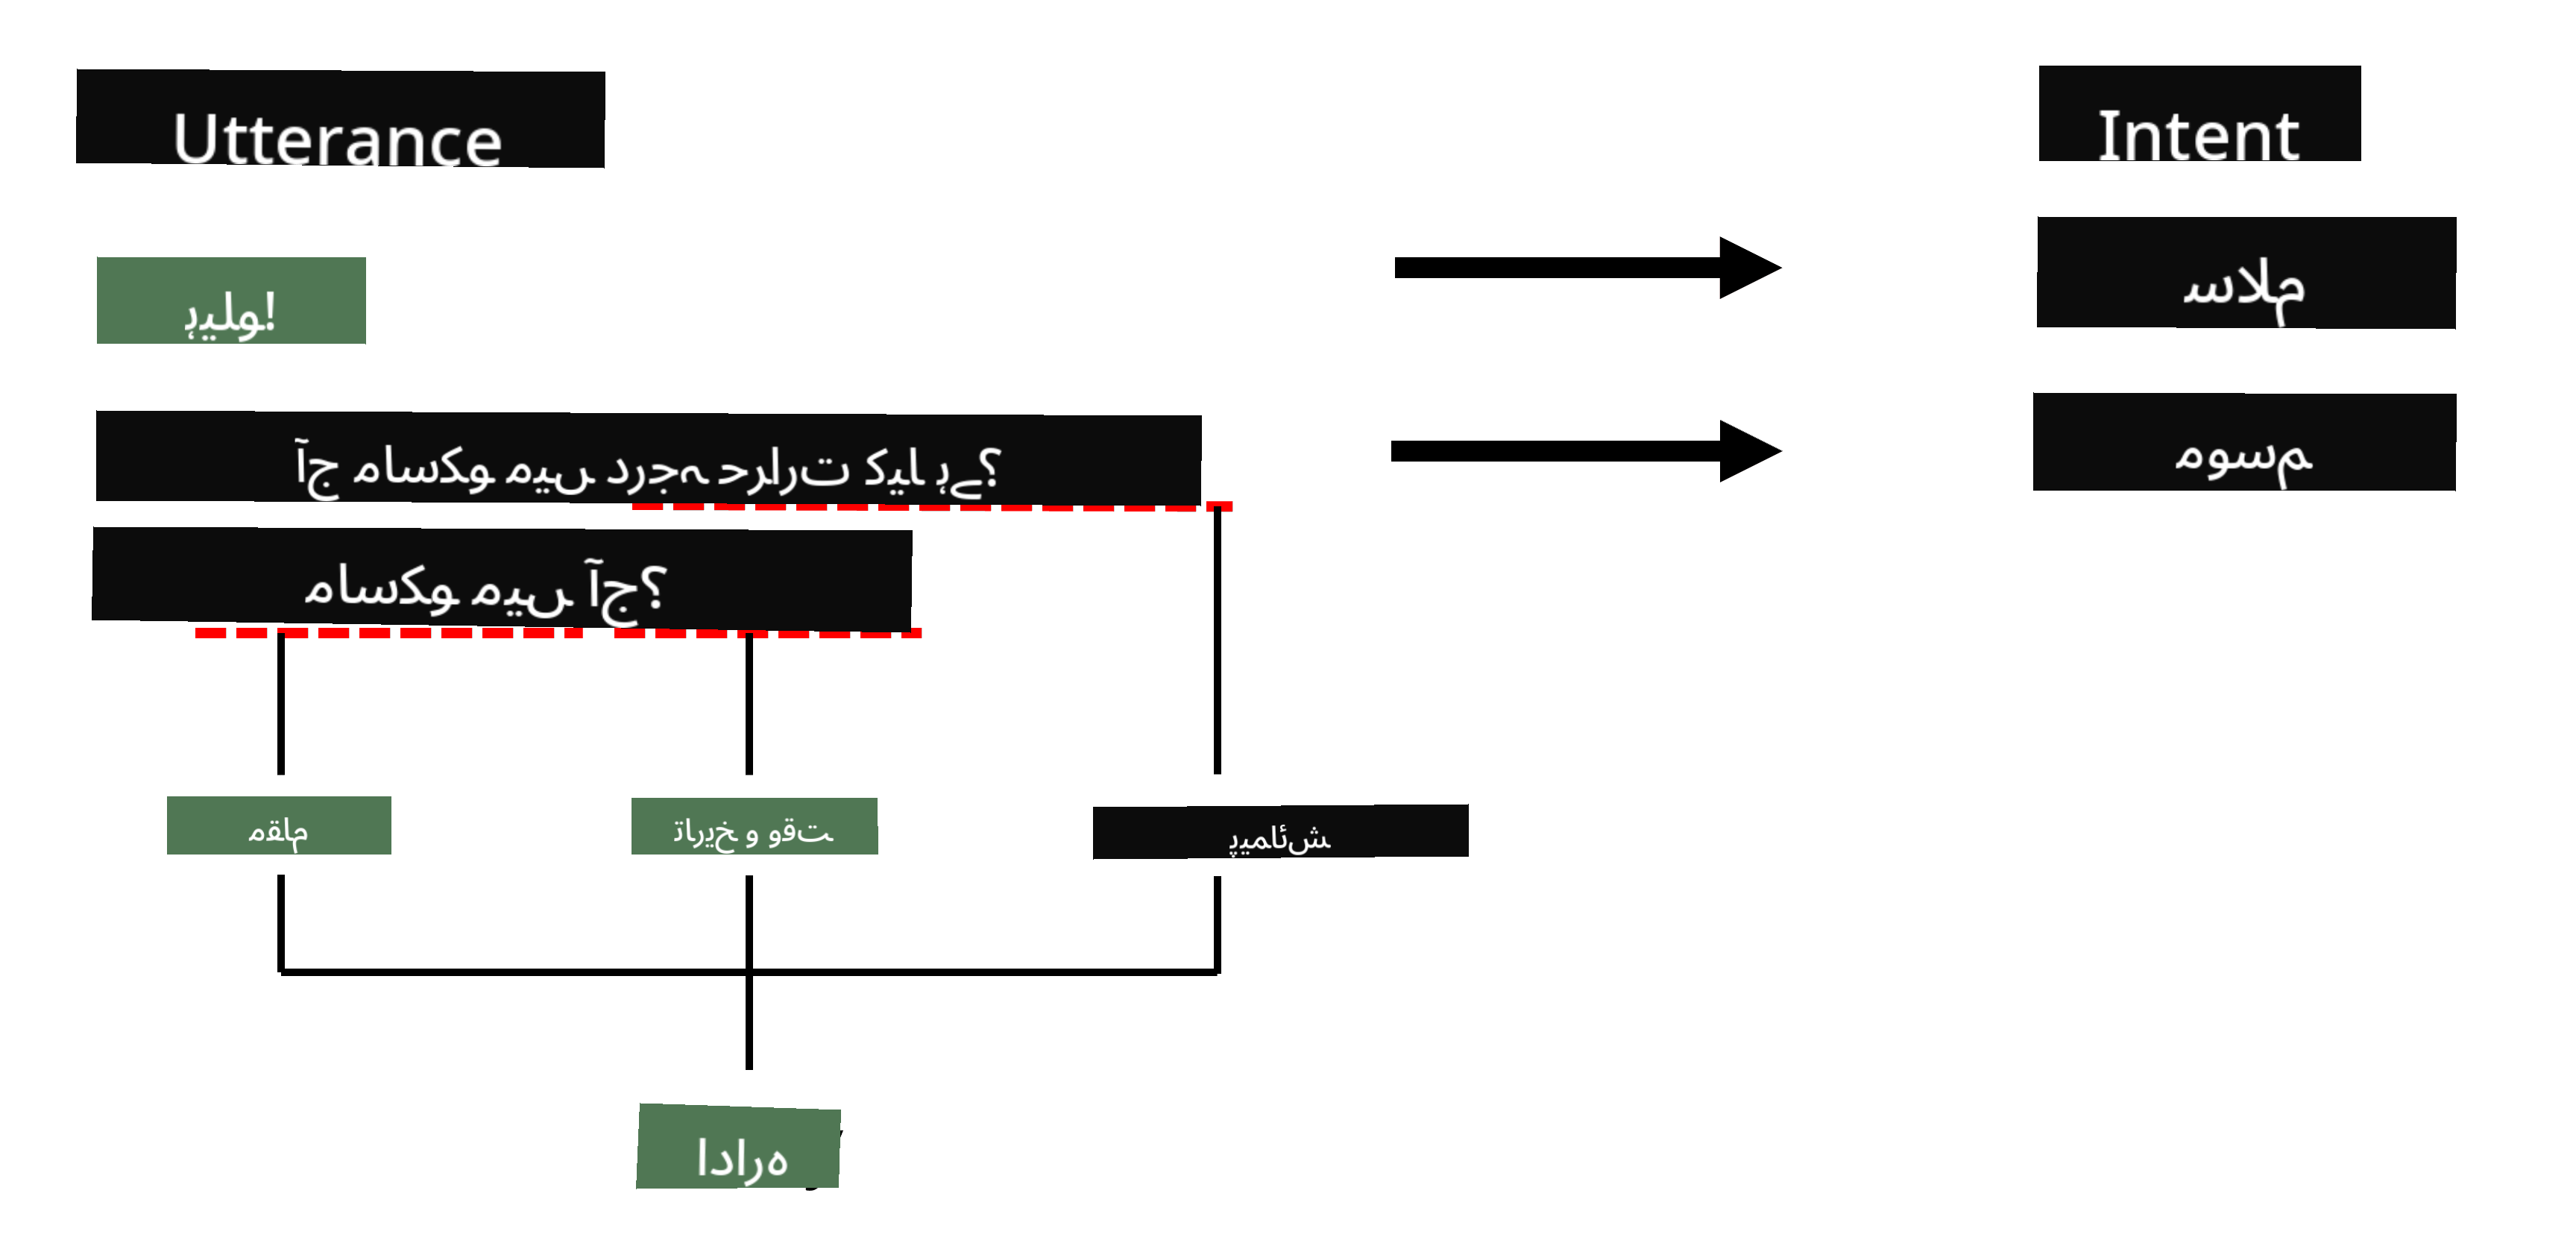 Utterance
Intent
ہیلو!
سلام
آج ماسکو میں درجہ حرارت کیا ہے؟
موسم
ماسکو میں آج؟
مقام
تاریخ و وقت
پیمائش
ادارہ